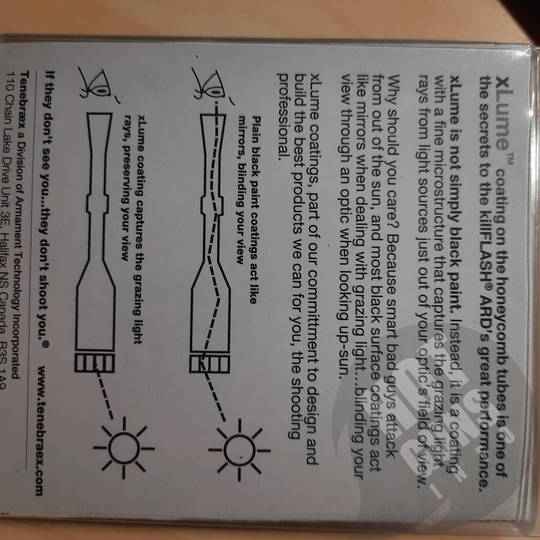 xLume™ coating on the honeycomb tubes is one of
the secrets to the killFLASH® ARD's great performance.
xLume is not simply black paint. Instead, it is a coating
with a fine microstructure that captures the grazing light
rays from light sources just out of your optic's field of view.
Why should you care? Because smart bad guys attack
from out of the sun, and most black surface coatings act
like mirrors when dealing with grazing light...blinding your
view through an optic when looking up-sun.
xLume coatings, part of our committment to design and
build the best products we can for you, the shooting
professional.
Plain black paint coatings act like
mirrors, blinding your view
xLume coating captures the grazing light
rays, preserving your view
If they don't see you...they don't shoot you.® www.tenebraex.com
Tenebræx a Division of Armament Technology Incorporated
110 Chain Lake Drive Unit 3E, Halifax NS Canada B3S 1A9